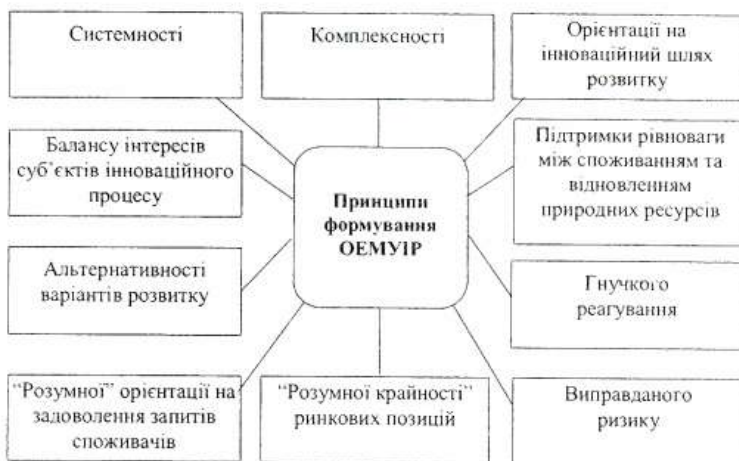 Системності
Комплексності
Орієнтації на
інноваційний шлях
розвитку
Балансу інтересів
суб’єктів інноваційного
процесу
Принципи
формування
ОЕМУІР
Підтримки рівноваги
між споживанням та
відновленням
природних ресурсів
Альтернативності
варіантів розвитку
Гнучкого
реагування
“Розумної” орієнтації на
задоволення запитів
споживачів
“Розумної крайності”
ринкових позицій
Виправданого
ризику